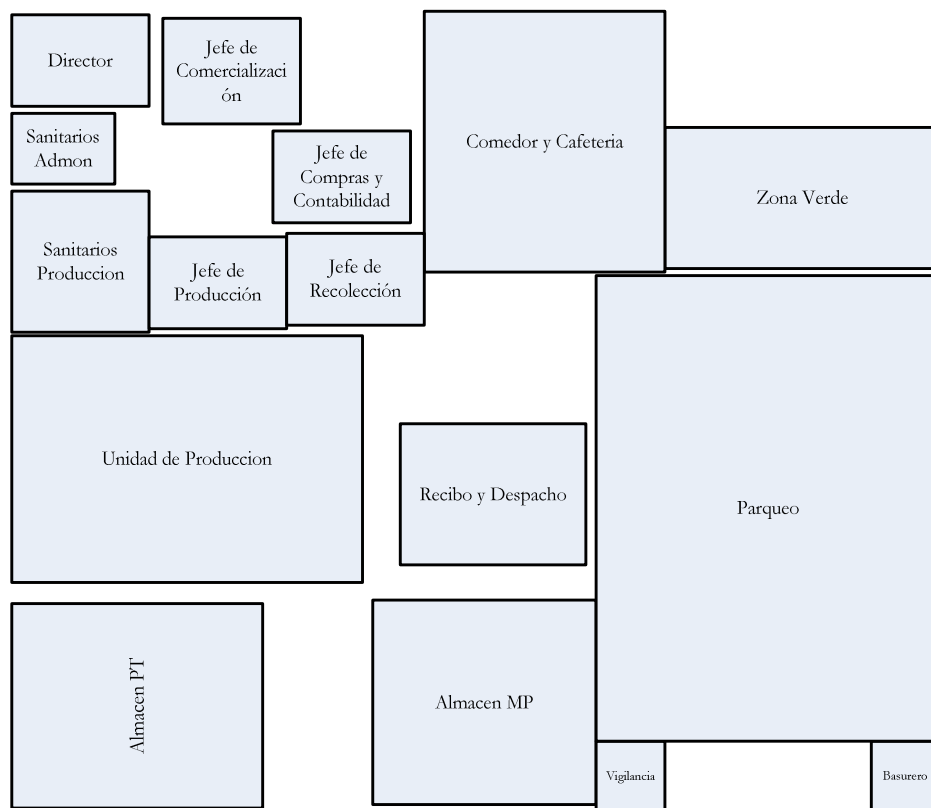 Director
Jefe de
Comercializaci
ón
Sanitarios
Admon
Jefe de
Compras y
Contabilidad
Comedor y Cafeteria
Zona Verde
Sanitarios
Produccion
Jefe de
Producción
Jefe de
Recolección
Unidad de Produccion
Recibo y Despacho
Parqueo
Almacen PT
Almacen MP
Vigilancia
Basurero